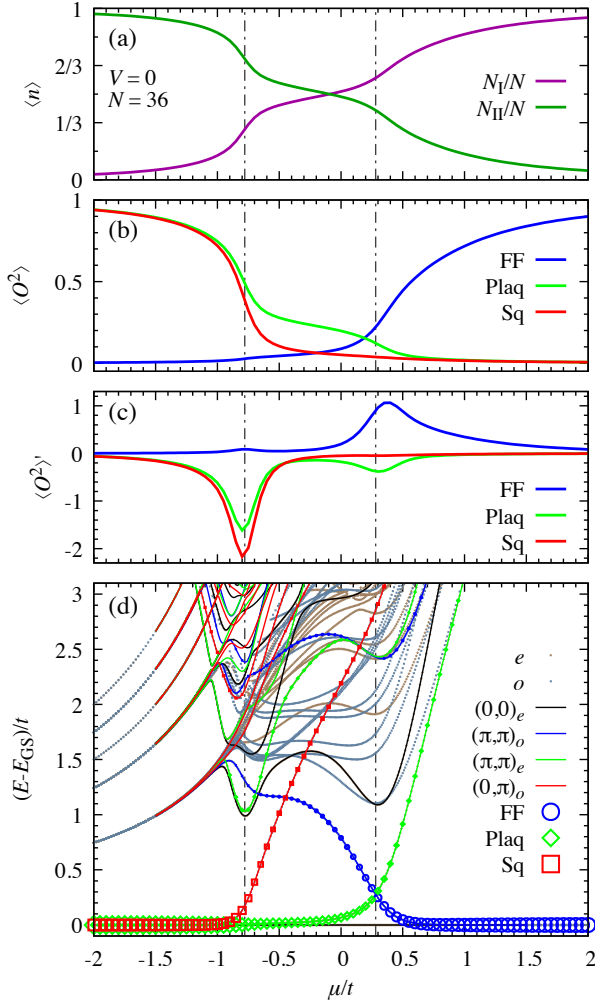 (a)
1
2/3
1/3
0
⟨n⟩
V = 0
N = 36
N_I/N
N_II/N
(b)
1
0.5
0
⟨O²⟩
FF
Plaq
Sq
(c)
1
0
-1
-2
⟨O²⟩'
FF
Plaq
Sq
(d)
3
2.5
2
1.5
1
0.5
0
(E-E_GS)/t
e
o
(0,0)_e
(π,π)_o
(π,π)_e
(0,π)_o
FF
Plaq
Sq
-2 -1.5 -1 -0.5 0 0.5 1 1.5 2
μ/t